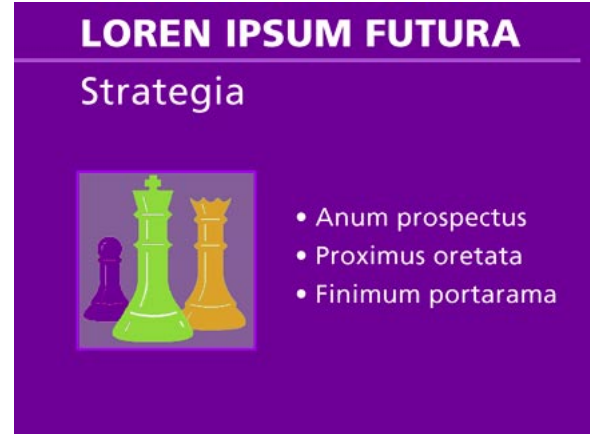 LOREN IPSUM FUTURA
Strategia
• Anum prospectus
• Proximus oretata
• Finimum portarama